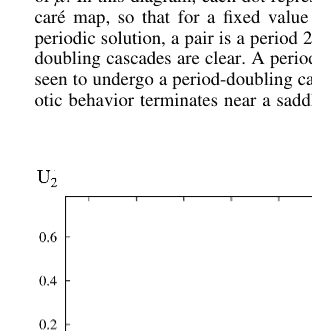 of μ. In this diagram, each dot repres
caré map, so that for a fixed value
periodic solution, a pair is a period 2
doubling cascades are clear. A period
seen to undergo a period-doubling ca
otic behavior terminates near a saddl
U₂
0.6
0.4
0.2